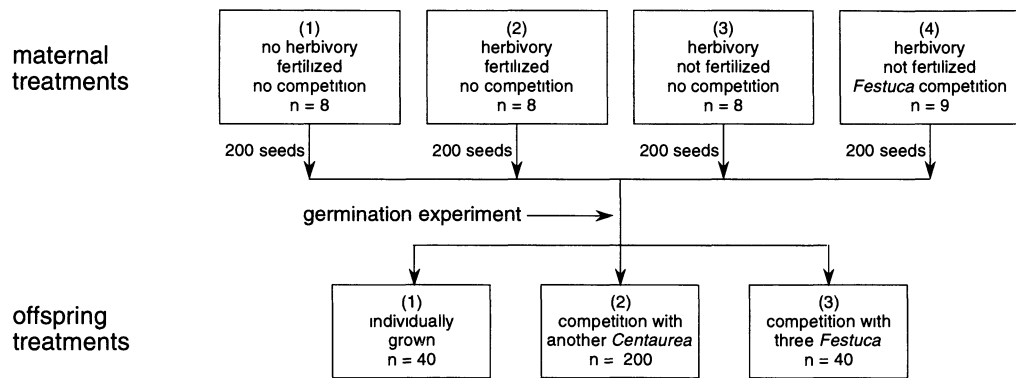 maternal
treatments
(1)
no herbivory
fertilized
no competition
n = 8
(2)
herbivory
fertilized
no competition
n = 8
(3)
herbivory
not fertilized
no competition
n = 8
(4)
herbivory
not fertilized
Festuca competition
n = 9
200 seeds
200 seeds
200 seeds
200 seeds
germination experiment
offspring
treatments
(1)
individually
grown
n = 40
(2)
competition with
another Centaurea
n = 200
(3)
competition with
three Festuca
n = 40